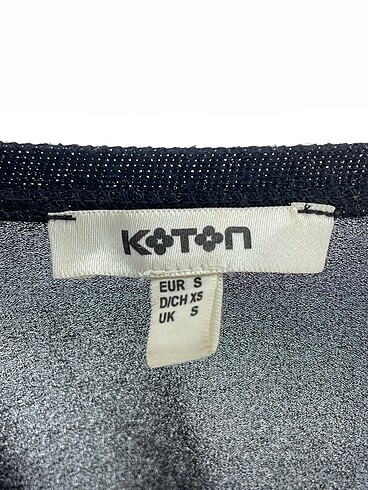 KOTON
EUR S
D/CH XS
UK S